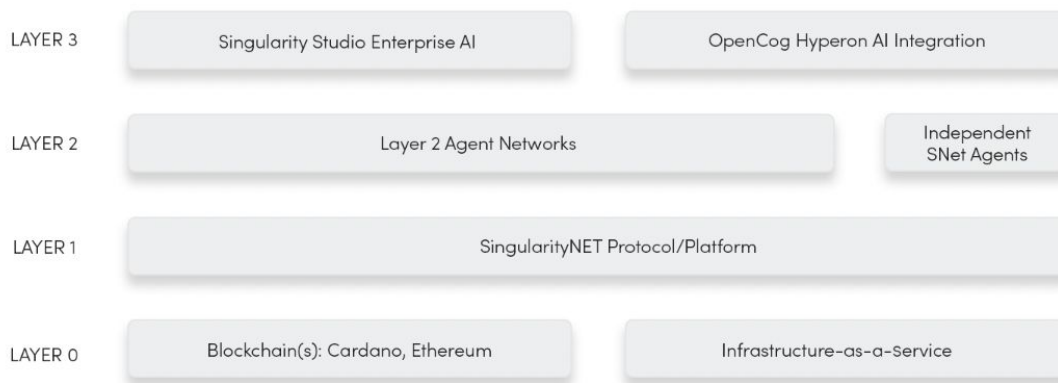 LAYER 3
Singularity Studio Enterprise AI
OpenCog Hyperon AI Integration
LAYER 2
Layer 2 Agent Networks
Independent
SNet Agents
LAYER 1
SingularityNET Protocol/Platform
LAYER 0
Blockchain(s): Cardano, Ethereum
Infrastructure-as-a-Service